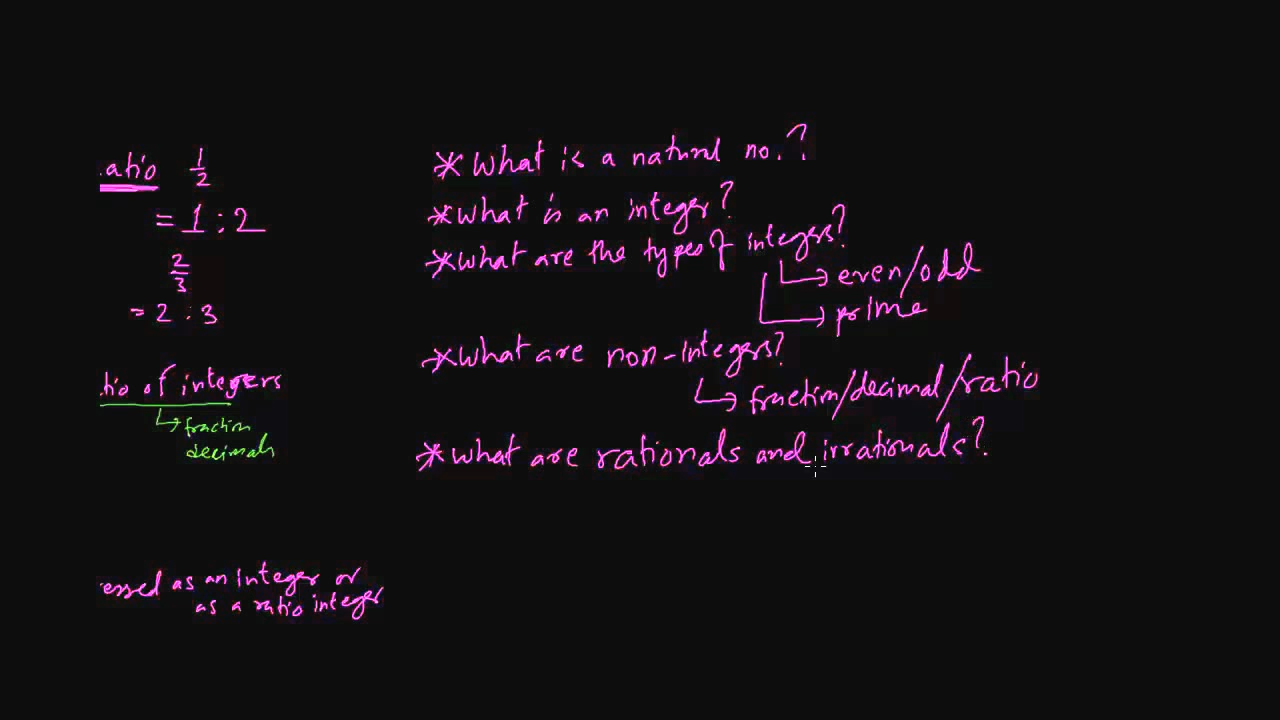 atio 1/2
= 1 : 2
2/3
= 2 : 3
tio of integers
fraction
decimals
essed as an integer or
as a ratio integer
* What is a natural no.?
* What is an integer?
* What are the types of integers?
even/odd
prime
* What are non-integers?
fraction/decimal/ratio
* What are rationals and irrationals?